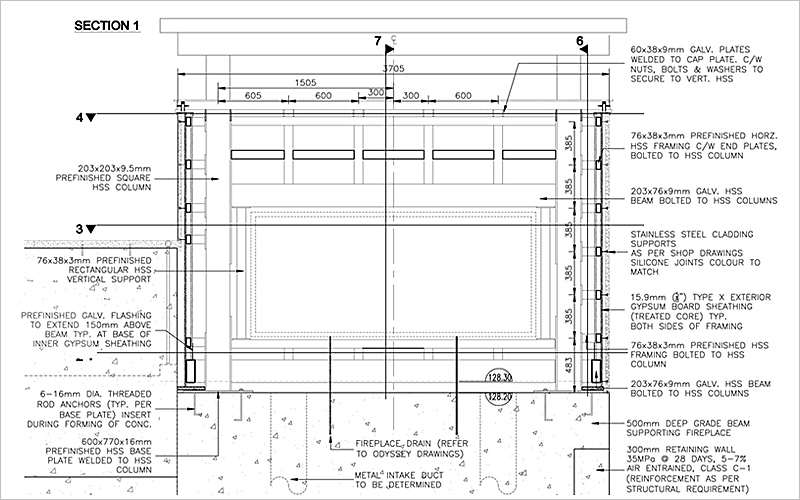 SECTION 1
7
6
3705
1505
605
600
300
300
600
4
3
203x203x9.5mm
PREFINISHED SQUARE
HSS COLUMN
76x38x3mm PREFINISHED
RECTANGULAR HSS
VERTICAL SUPPORT
PREFINISHED GALV. FLASHING
TO EXTEND 150mm ABOVE
BEAM TYP. AT BASE OF
INNER GYPSUM SHEATHING
6-16mm DIA. THREADED
ROD ANCHORS (TYP. PER
BASE PLATE) INSERT
DURING FORMING OF CONC.
600x770x16mm
PREFINISHED HSS BASE
PLATE WELDED TO HSS
COLUMN
FIREPLACE DRAIN (REFER
TO ODYSSEY DRAWINGS)
METAL INTAKE DUCT
TO BE DETERMINED
128.30
128.20
385
385
385
385
385
483
60x38x9mm GALV. PLATES
WELDED TO CAP PLATE. C/W
NUTS, BOLTS & WASHERS TO
SECURE TO VERT. HSS
76x38x3mm PREFINISHED HORZ.
HSS FRAMING C/W END PLATES,
BOLTED TO HSS COLUMN
203x76x9mm GALV. HSS
BEAM BOLTED TO HSS COLUMNS
STAINLESS STEEL CLADDING
SUPPORTS
AS PER SHOP DRAWINGS
SILICONE JOINTS COLOUR TO
MATCH
15.9mm TYPE X EXTERIOR
GYPSUM BOARD SHEATHING
(TREATED CORE) TYP.
BOTH SIDES OF FRAMING
76x38x3mm PREFINISHED HSS
FRAMING BOLTED TO HSS
COLUMN
203x76x9mm GALV. HSS BEAM
BOLTED TO HSS COLUMNS
500mm DEEP GRADE BEAM
SUPPORTING FIREPLACE
300mm RETAINING WALL
35MPa @ 28 DAYS, 5-7%
AIR ENTRAINED, CLASS C-1
(REINFORCEMENT AS PER
STRUCTURAL REQUIREMENT)